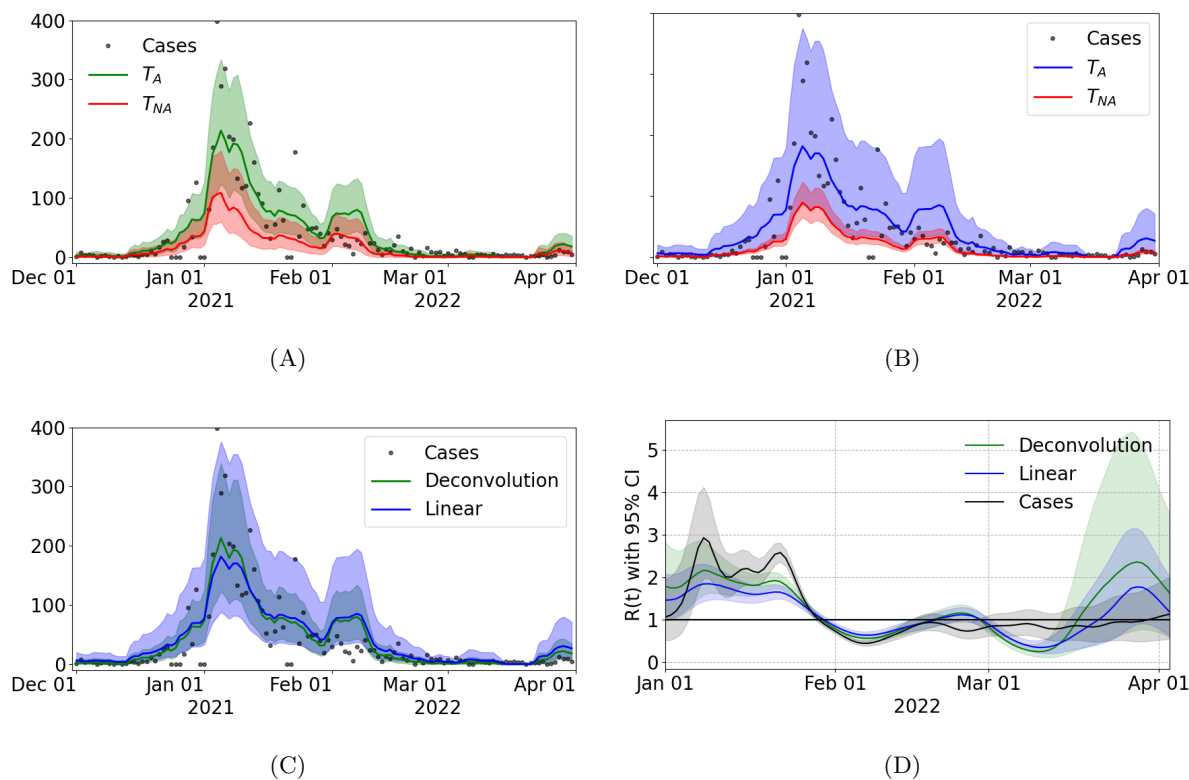 400
300
200
100
0
Cases
T_A
T_NA
Dec 01
Jan 01
Feb 01
Mar 01
Apr 01
2021
2022
(A)
Cases
T_A
T_NA
Dec 01
Jan 01
Feb 01
Mar 01
Apr 01
2021
2022
(B)
400
300
200
100
0
Cases
Deconvolution
Linear
Dec 01
Jan 01
Feb 01
Mar 01
Apr 01
2021
2022
(C)
R(t) with 95% CI
5
4
3
2
1
0
Deconvolution
Linear
Cases
Jan 01
Feb 01
Mar 01
Apr 01
2022
(D)